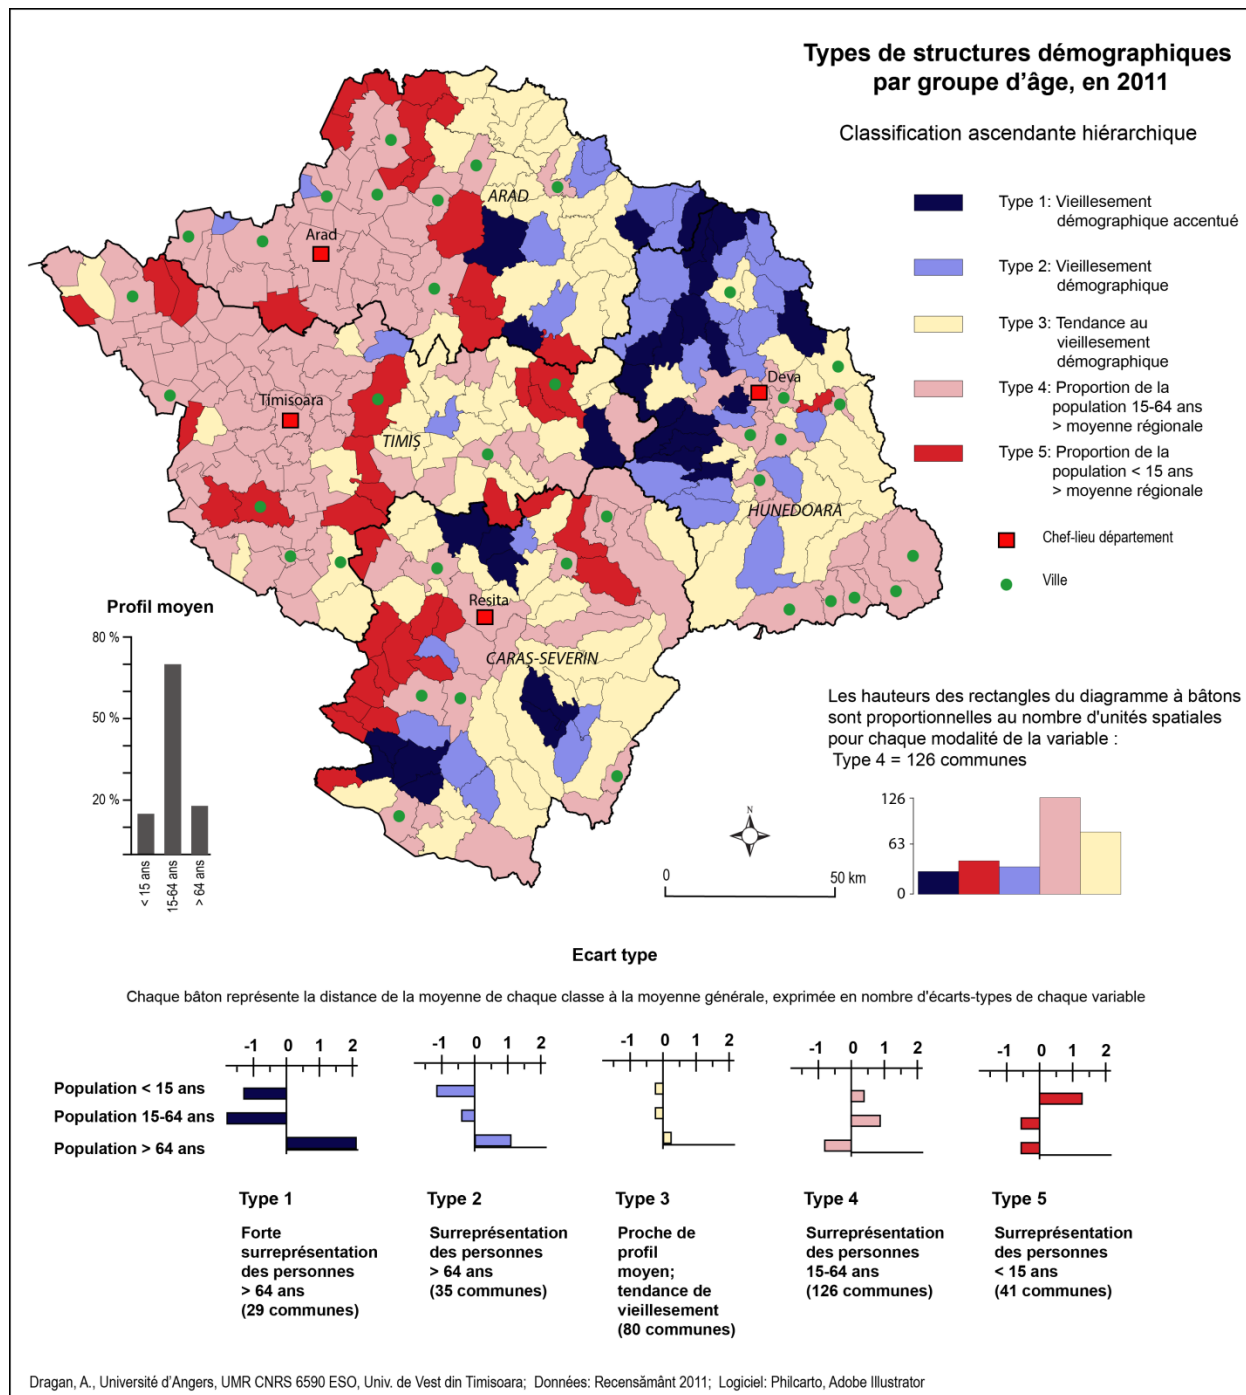 Types de structures démographiques
par groupe d'âge, en 2011
Classification ascendante hiérarchique
Type 1: Vieillesement
démographique accentué
Type 2: Vieillesement
démographique
Type 3: Tendance au
vieillesement
démographique
Type 4: Proportion de la
population 15-64 ans
> moyenne régionale
Type 5: Proportion de la
population < 15 ans
> moyenne régionale
Chef-lieu département
Ville
ARAD
Arad
Deva
Timisoara
TIMIȘ
HUNEDOARA
Resita
CARAȘ-SEVERIN
Profil moyen
80 %
50 %
20 %
< 15 ans
15-64 ans
> 64 ans
Les hauteurs des rectangles du diagramme à bâtons
sont proportionnelles au nombre d'unités spatiales
pour chaque modalité de la variable :
Type 4 = 126 communes
126
63
0
N
0 50 km
Ecart type
Chaque bâton représente la distance de la moyenne de chaque classe à la moyenne générale, exprimée en nombre d'écarts-types de chaque variable
-1 0 1 2
-1 0 1 2
-1 0 1 2
-1 0 1 2
-1 0 1 2
Population < 15 ans
Population 15-64 ans
Population > 64 ans
Type 1
Forte
surreprésentation
des personnes
> 64 ans
(29 communes)
Type 2
Surreprésentation
des personnes
> 64 ans
(35 communes)
Type 3
Proche de
profil
moyen;
tendance de
vieillesement
(80 communes)
Type 4
Surreprésentation
des personnes
15-64 ans
(126 communes)
Type 5
Surreprésentation
des personnes
< 15 ans
(41 communes)
Dragan, A., Université d'Angers, UMR CNRS 6590 ESO, Univ. de Vest din Timisoara; Données: Recensământ 2011; Logiciel: Philcarto, Adobe Illustrator